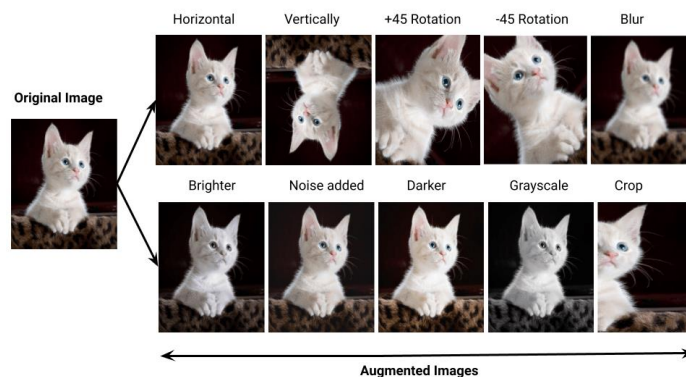 Horizontal Vertically +45 Rotation -45 Rotation Blur
Original Image
Brighter Noise added Darker Grayscale Crop
Augmented Images